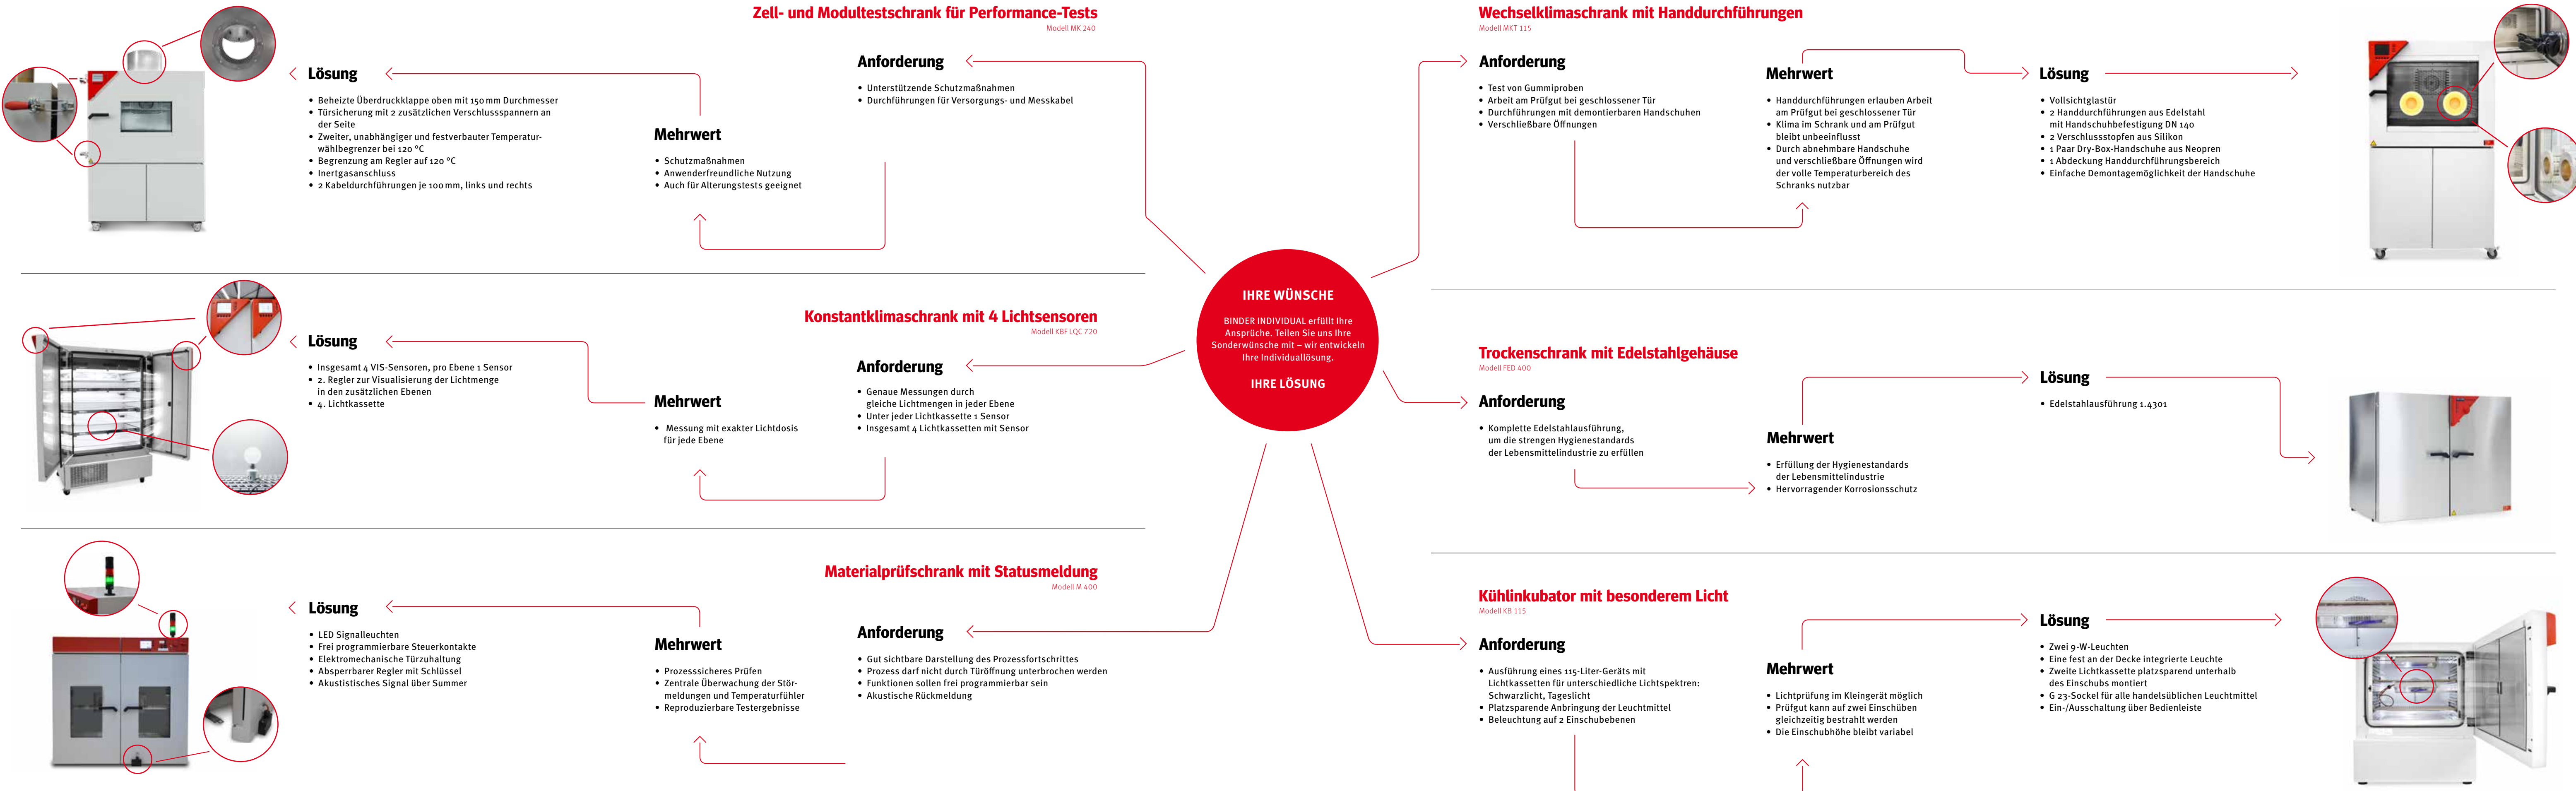 Zell- und Modultestschrank für Performance-Tests
Modell MK 240
Anforderung
• Unterstützende Schutzmaßnahmen
• Durchführungen für Versorgungs- und Messkabel
Mehrwert
• Schutzmaßnahmen
• Anwenderfreundliche Nutzung
• Auch für Alterungstests geeignet
Lösung
• Beheizte Überdruckklappe oben mit 150 mm Durchmesser
• Türsicherung mit 2 zusätzlichen Verschlussspannern an
der Seite
• Zweiter, unabhängiger und festverbauter Temperatur-
wählbegrenzer bei 120 °C
• Begrenzung am Regler auf 120 °C
• Inertgasanschluss
• 2 Kabeldurchführungen je 100 mm, links und rechts
Konstantklimaschrank mit 4 Lichtsensoren
Modell KBF LQC 720
Anforderung
• Genaue Messungen durch
gleiche Lichtmengen in jeder Ebene
• Unter jeder Lichtkassette 1 Sensor
• Insgesamt 4 Lichtkassetten mit Sensor
Mehrwert
• Messung mit exakter Lichtdosis
für jede Ebene
Lösung
• Insgesamt 4 VIS-Sensoren, pro Ebene 1 Sensor
• 2. Regler zur Visualisierung der Lichtmenge
in den zusätzlichen Ebenen
• 4. Lichtkassette
Materialprüfschrank mit Statusmeldung
Modell M 400
Anforderung
• Gut sichtbare Darstellung des Prozessfortschrittes
• Prozess darf nicht durch Türöffnung unterbrochen werden
• Funktionen sollen frei programmierbar sein
• Akustische Rückmeldung
Mehrwert
• Prozesssicheres Prüfen
• Zentrale Überwachung der Stör-
meldungen und Temperaturfühler
• Reproduzierbare Testergebnisse
Lösung
• LED Signalleuchten
• Frei programmierbare Steuerkontakte
• Elektromechanische Türzuhaltung
• Absperrbarer Regler mit Schlüssel
• Akustistisches Signal über Summer
IHRE WÜNSCHE
BINDER INDIVIDUAL erfüllt Ihre
Ansprüche. Teilen Sie uns Ihre
Sonderwünsche mit – wir entwickeln
Ihre Individuallösung.
IHRE LÖSUNG
Wechselklimaschrank mit Handdurchführungen
Modell MKT 115
Anforderung
• Test von Gummiproben
• Arbeit am Prüfgut bei geschlossener Tür
• Durchführungen mit demontierbaren Handschuhen
• Verschließbare Öffnungen
Mehrwert
• Handdurchführungen erlauben Arbeit
am Prüfgut bei geschlossener Tür
• Klima im Schrank und am Prüfgut
bleibt unbeeinflusst
• Durch abnehmbare Handschuhe
und verschließbare Öffnungen wird
der volle Temperaturbereich des
Schranks nutzbar
Lösung
• Vollsichtglastür
• 2 Handdurchführungen aus Edelstahl
mit Handschuhbefestigung DN 140
• 2 Verschlussstopfen aus Silikon
• 1 Paar Dry-Box-Handschuhe aus Neopren
• 1 Abdeckung Handdurchführungsbereich
• Einfache Demontagemöglichkeit der Handschuhe
Trockenschrank mit Edelstahlgehäuse
Modell FED 400
Anforderung
• Komplette Edelstahlausführung,
um die strengen Hygienestandards
der Lebensmittelindustrie zu erfüllen
Mehrwert
• Erfüllung der Hygienestandards
der Lebensmittelindustrie
• Hervorragender Korrosionsschutz
Lösung
• Edelstahlausführung 1.4301
Kühlinkubator mit besonderem Licht
Modell KB 115
Anforderung
• Ausführung eines 115-Liter-Geräts mit
Lichtkassetten für unterschiedliche Lichtspektren:
Schwarzlicht, Tageslicht
• Platzsparende Anbringung der Leuchtmittel
• Beleuchtung auf 2 Einschubebenen
Mehrwert
• Lichtprüfung im Kleingerät möglich
• Prüfgut kann auf zwei Einschüben
gleichzeitig bestrahlt werden
• Die Einschubhöhe bleibt variabel
Lösung
• Zwei 9-W-Leuchten
• Eine fest an der Decke integrierte Leuchte
• Zweite Lichtkassette platzsparend unterhalb
des Einschubs montiert
• G 23-Sockel für alle handelsüblichen Leuchtmittel
• Ein-/Ausschaltung über Bedienleiste